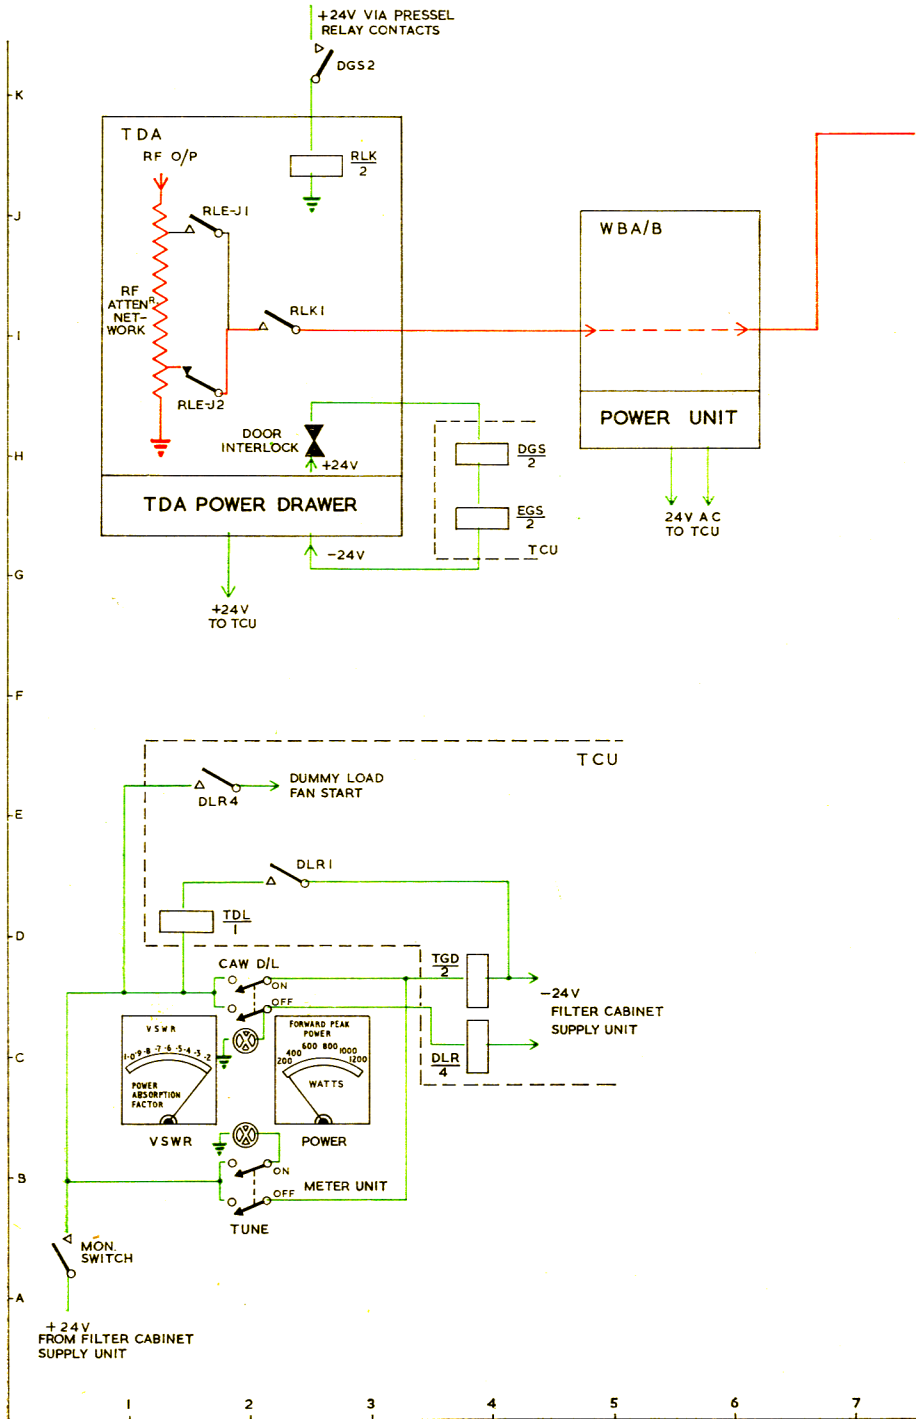 +24V VIA PRESSEL
RELAY CONTACTS
DGS2
K
TDA
RF O/P
RLK
2
J
RLE-J1
WBA/B
RF
ATTENR.
NET-
WORK
RLK1
I
RLE-J2
DOOR
INTERLOCK
+24V
POWER UNIT
H
DGS
2
TDA POWER DRAWER
EGS
2
TCU
24V AC
TO TCU
-24V
G
+24V
TO TCU
F
TCU
DUMMY LOAD
FAN START
DLR4
E
DLR1
TDL
1
D
CAW D/L
ON
OFF
TGD
2
-24V
FILTER CABINET
SUPPLY UNIT
DLR
4
C
VSWR
1·0 ·9 ·8 ·7 ·6 ·5 ·4 ·3 ·2
POWER
ABSORPTION
FACTOR
VSWR
FORWARD PEAK
POWER
200 400 600 800 1000 1200
WATTS
POWER
B
ON
OFF
METER UNIT
TUNE
MON.
SWITCH
A
+24V
FROM FILTER CABINET
SUPPLY UNIT
1 2 3 4 5 6 7